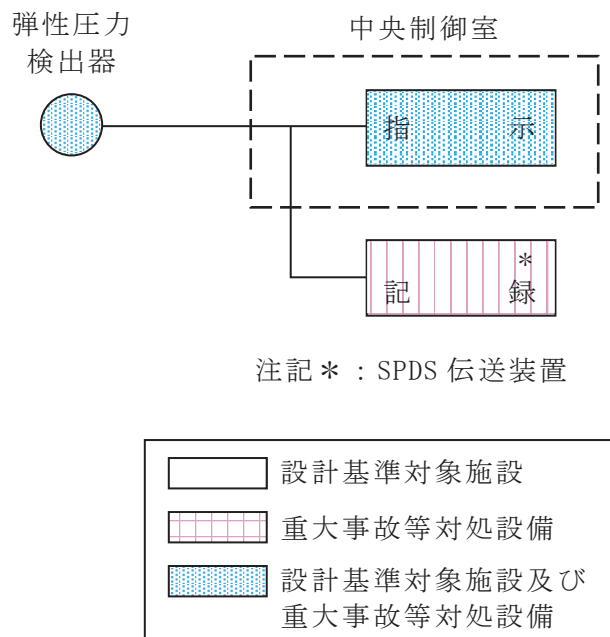 弾性圧力
検出器
中央制御室
指示
記録*
注記*：SPDS 伝送装置
設計基準対象施設
重大事故等対処設備
設計基準対象施設及び
重大事故等対処設備